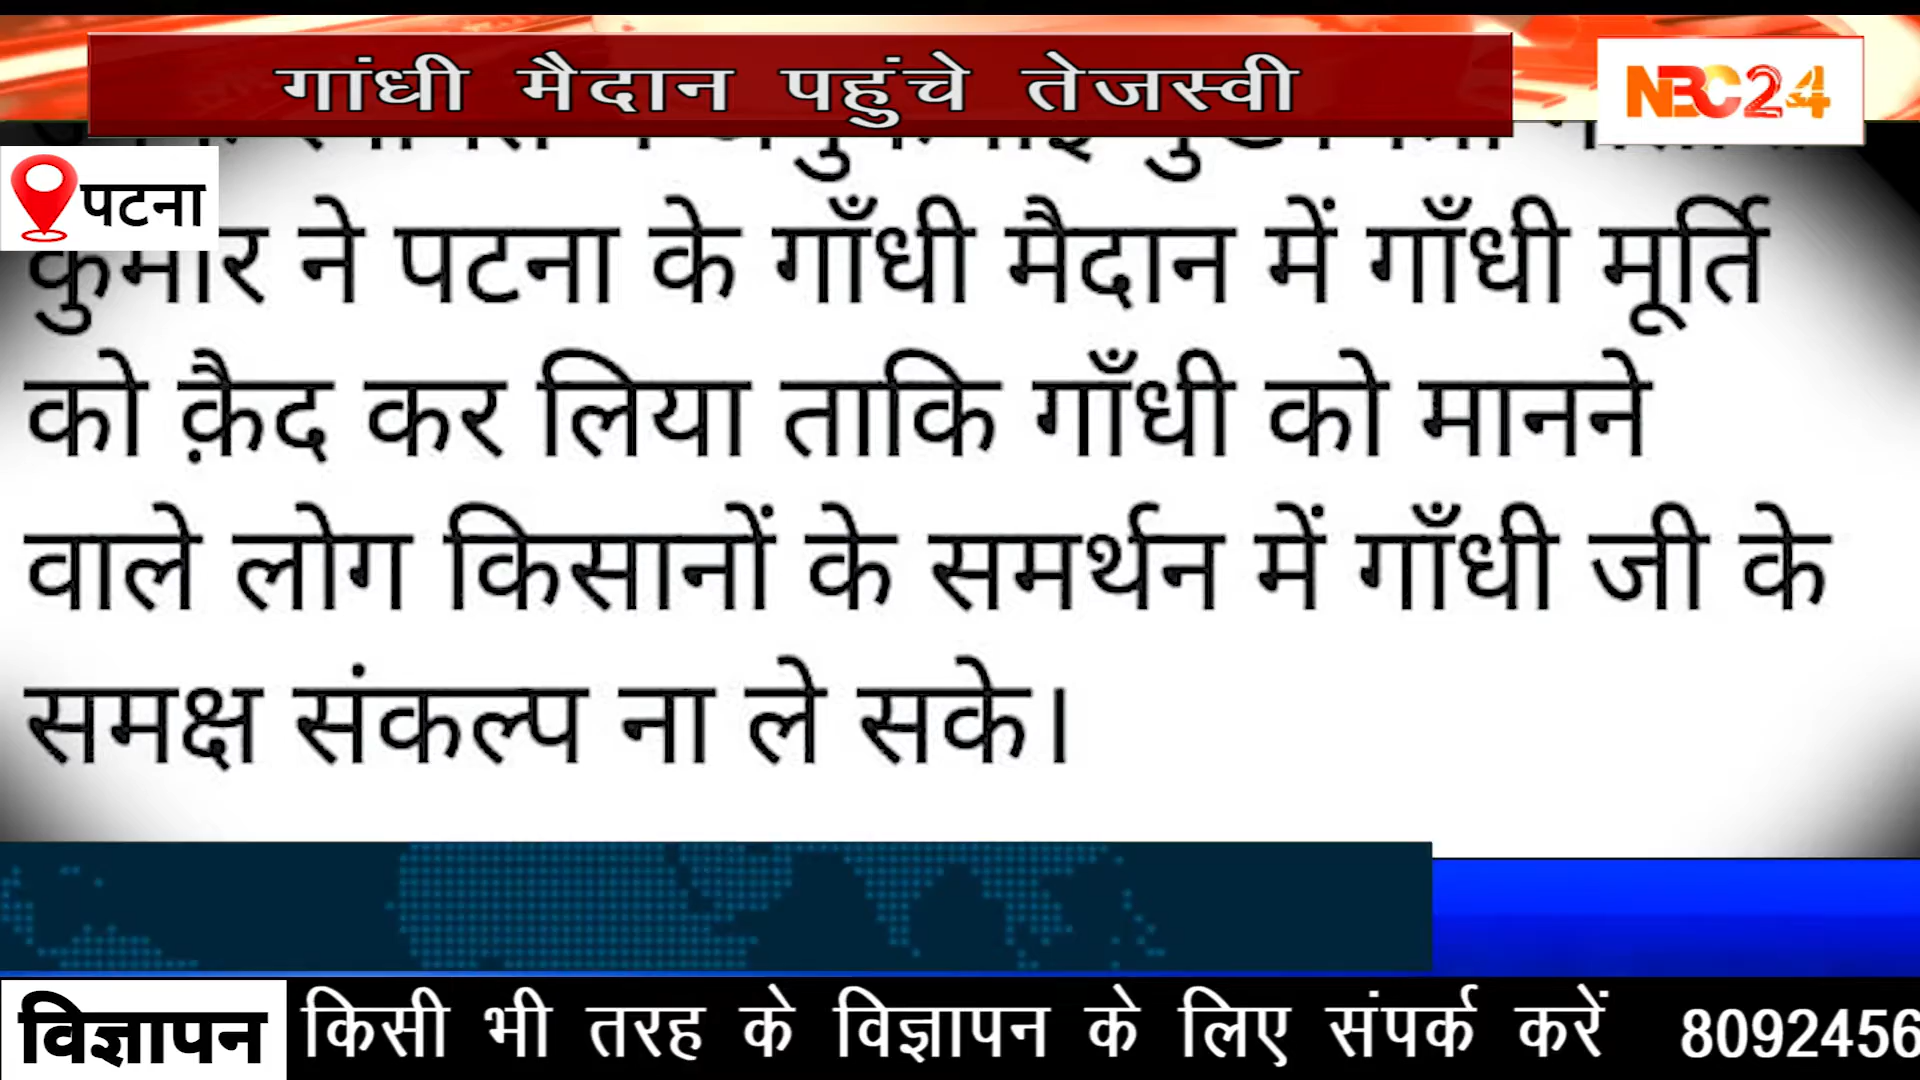 गांधी मैदान पहुंचे तेजस्वी
NBC24
पटना
कुमार ने पटना के गाँधी मैदान में गाँधी मूर्ति
को क़ैद कर लिया ताकि गाँधी को मानने
वाले लोग किसानों के समर्थन में गाँधी जी के
समक्ष संकल्प ना ले सके।
विज्ञापन
किसी भी तरह के विज्ञापन के लिए संपर्क करें 8092456